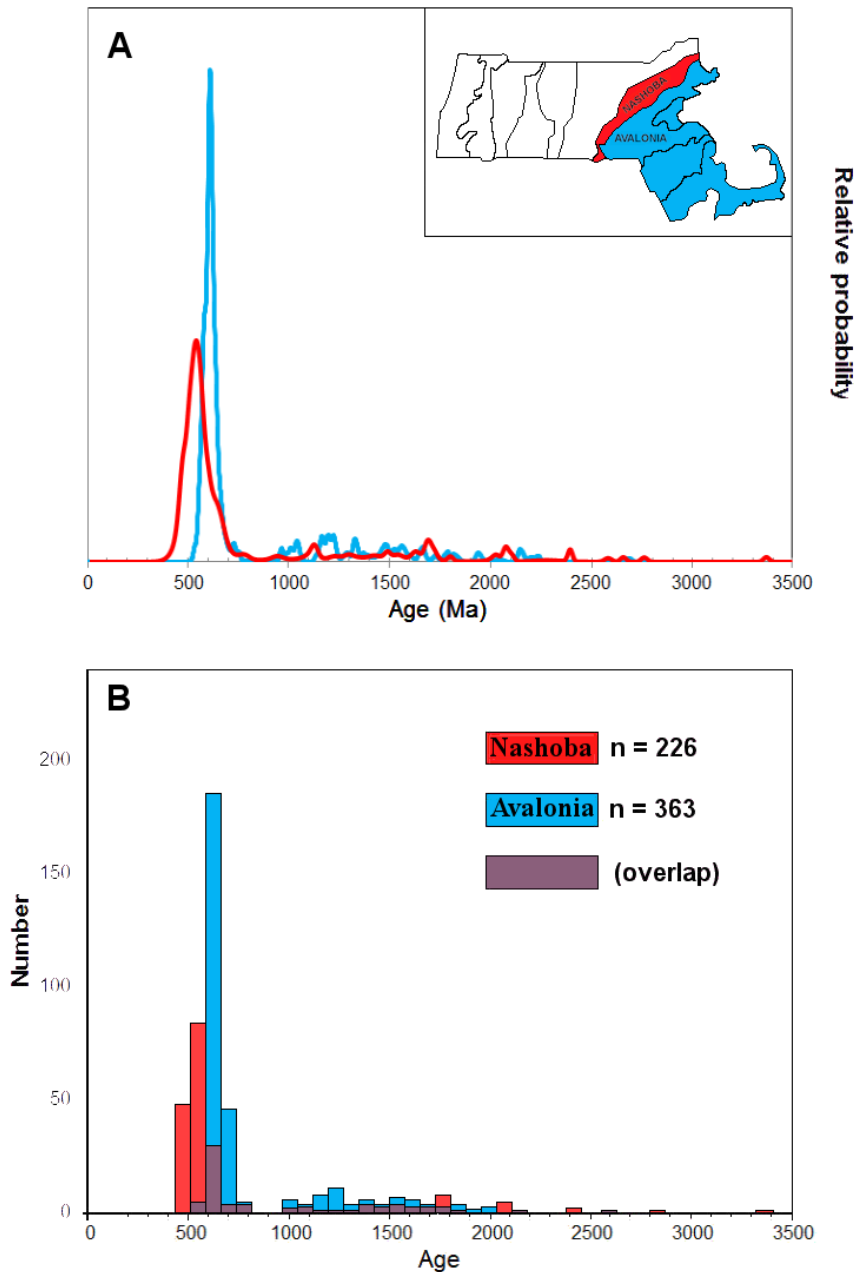 A
NASHOBA
AVALONIA
Relative probability
0 500 1000 1500 2000 2500 3000 3500
Age (Ma)
B
200
150
100
50
0
Number
Nashoba n = 226
Avalonia n = 363
(overlap)
0 500 1000 1500 2000 2500 3000 3500
Age